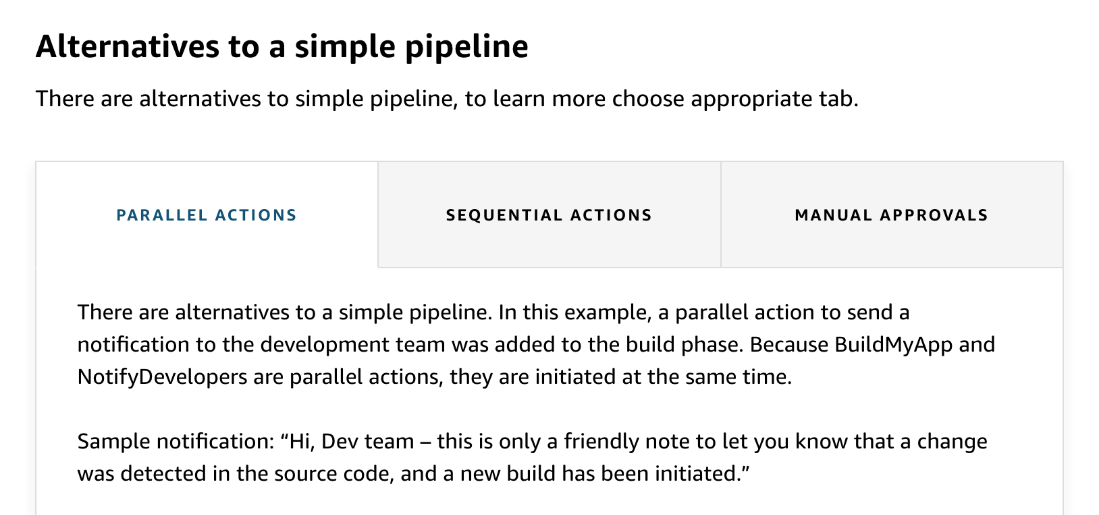 Alternatives to a simple pipeline
There are alternatives to simple pipeline, to learn more choose appropriate tab.
PARALLEL ACTIONS
SEQUENTIAL ACTIONS
MANUAL APPROVALS
There are alternatives to a simple pipeline. In this example, a parallel action to send a
notification to the development team was added to the build phase. Because BuildMyApp and
NotifyDevelopers are parallel actions, they are initiated at the same time.
Sample notification: “Hi, Dev team – this is only a friendly note to let you know that a change
was detected in the source code, and a new build has been initiated.”